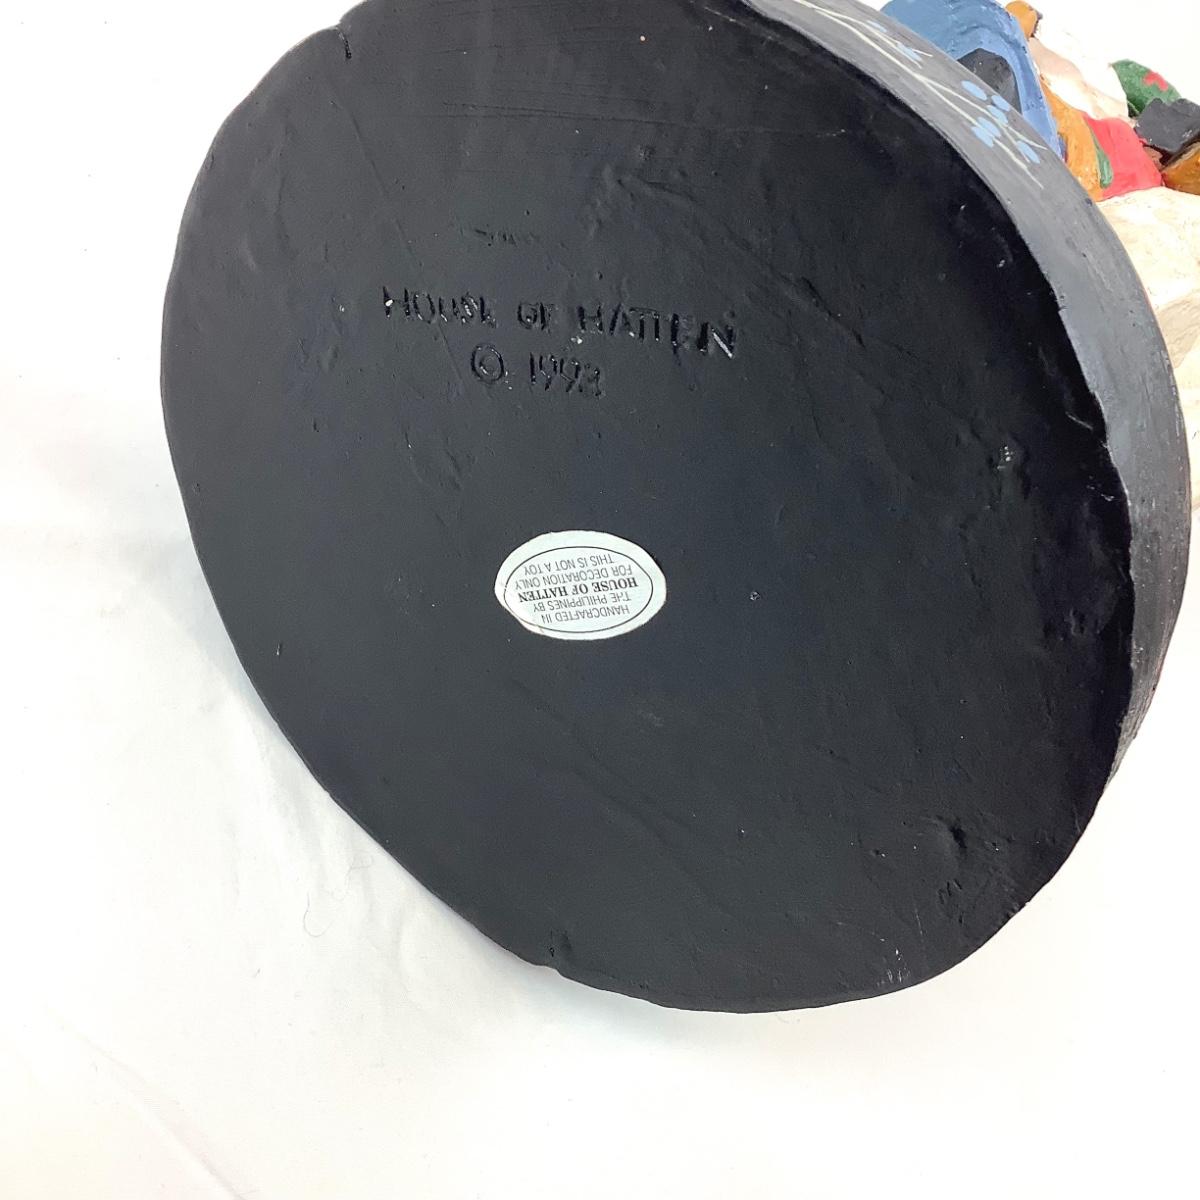 HOUSE OF HATTEN
© 1993
HANDCRAFTED IN
THE PHILIPPINES BY
HOUSE OF HATTEN
FOR DECORATION ONLY
THIS IS NOT A TOY